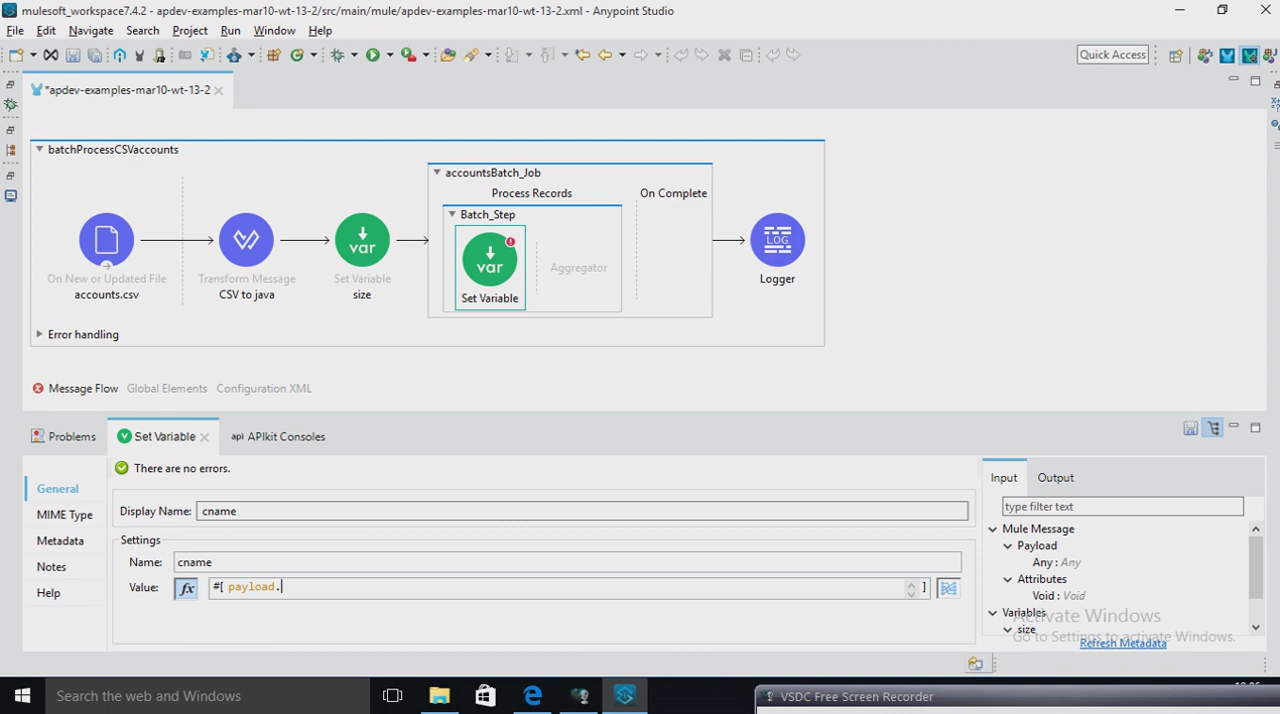 mulesoft_workspace7.4.2 - apdev-examples-mar10-wt-13-2/src/main/mule/apdev-examples-mar10-wt-13-2.xml - Anypoint Studio
File Edit Navigate Search Project Run Window Help
Quick Access
*apdev-examples-mar10-wt-13-2
batchProcessCSVaccounts
accountsBatch_Job
Process Records
On Complete
Batch_Step
var
LOG
var
On New or Updated File
accounts.csv
Transform Message
CSV to java
Set Variable
size
Set Variable
Aggregator
Logger
Error handling
Message Flow Global Elements Configuration XML
Problems Set Variable api APIkit Consoles
There are no errors.
General
MIME Type
Metadata
Notes
Help
Display Name: cname
Settings
Name: cname
Value: fx #[ payload. ]
Input Output
type filter text
Mule Message
Payload
Any : Any
Attributes
Void : Void
Variables
size
Refresh Metadata
Activate Windows
Go to Settings to activate Windows.
Search the web and Windows
VSDC Free Screen Recorder